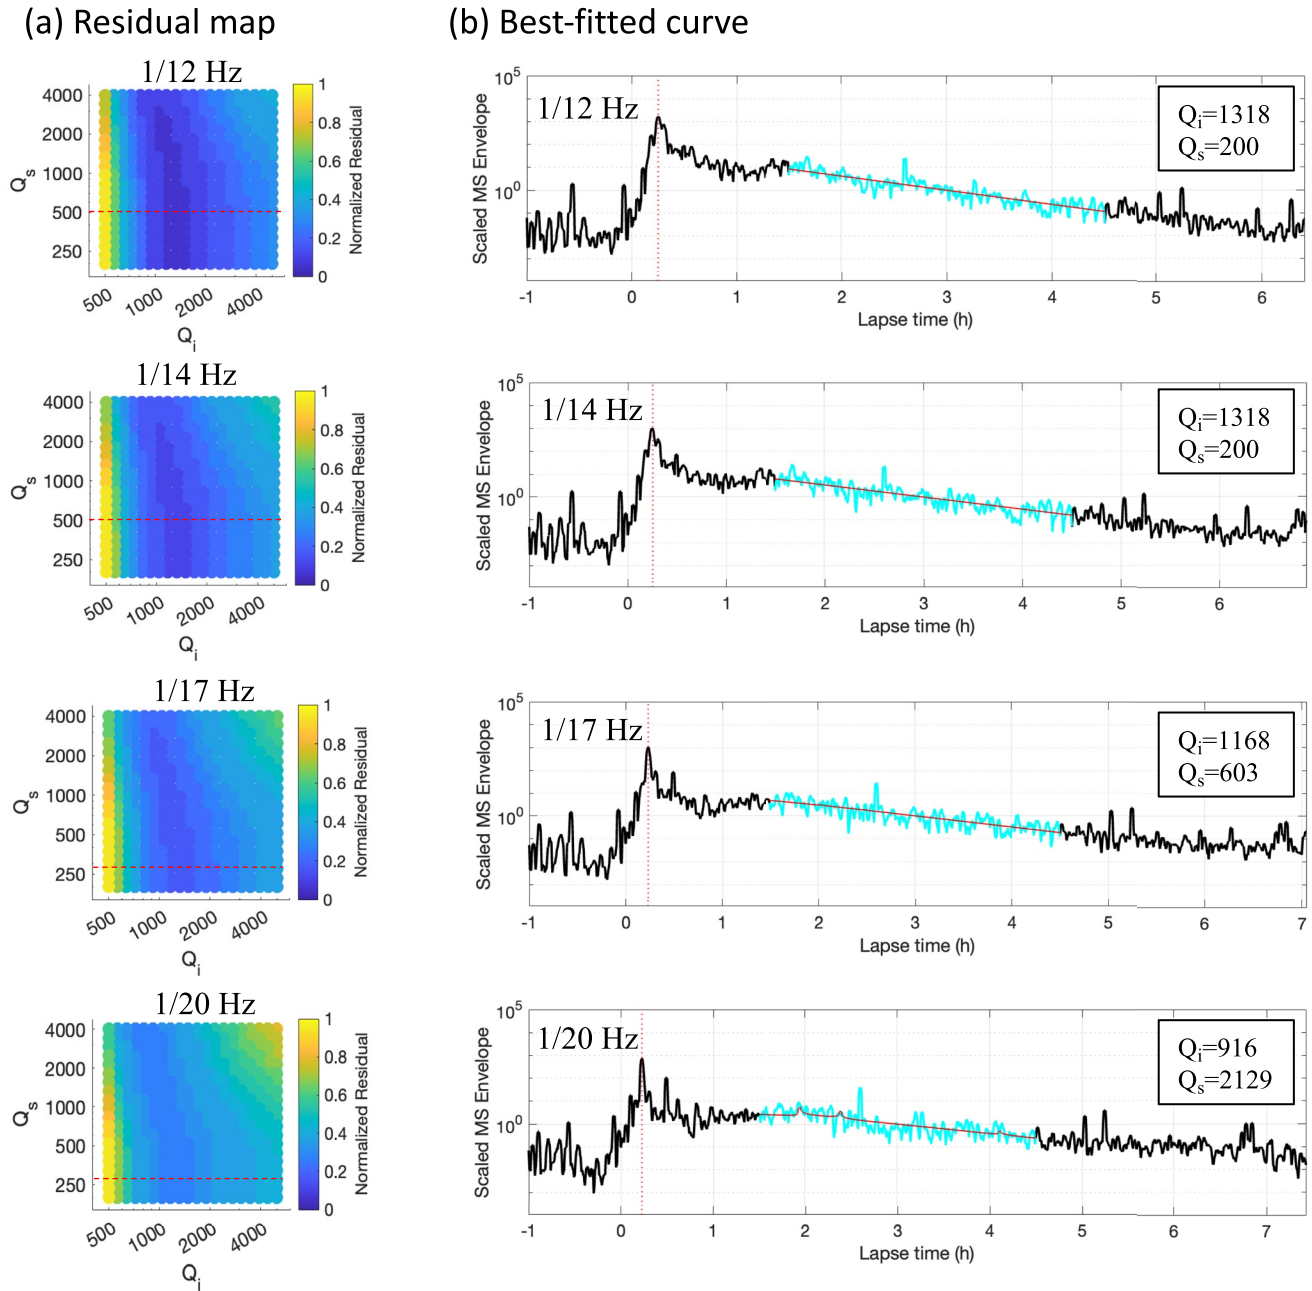 (a) Residual map
(b) Best-fitted curve
1/12 Hz
4000
2000
1000
500
250
Qs
500
1000
2000
4000
Qi
1
0.8
0.6
0.4
0.2
0
Normalized Residual
1/12 Hz
Qi=1318
Qs=200
10^5
10^0
Scaled MS Envelope
-1 0 1 2 3 4 5 6
Lapse time (h)
1/14 Hz
4000
2000
1000
500
250
Qs
500
1000
2000
4000
Qi
1
0.8
0.6
0.4
0.2
0
Normalized Residual
1/14 Hz
Qi=1318
Qs=200
10^5
10^0
Scaled MS Envelope
-1 0 1 2 3 4 5 6
Lapse time (h)
1/17 Hz
4000
2000
1000
500
250
Qs
500
1000
2000
4000
Qi
1
0.8
0.6
0.4
0.2
0
Normalized Residual
1/17 Hz
Qi=1168
Qs=603
10^5
10^0
Scaled MS Envelope
-1 0 1 2 3 4 5 6 7
Lapse time (h)
1/20 Hz
4000
2000
1000
500
250
Qs
500
1000
2000
4000
Qi
1
0.8
0.6
0.4
0.2
0
Normalized Residual
1/20 Hz
Qi=916
Qs=2129
10^5
10^0
Scaled MS Envelope
0 1 2 3 4 5 6 7
Lapse time (h)